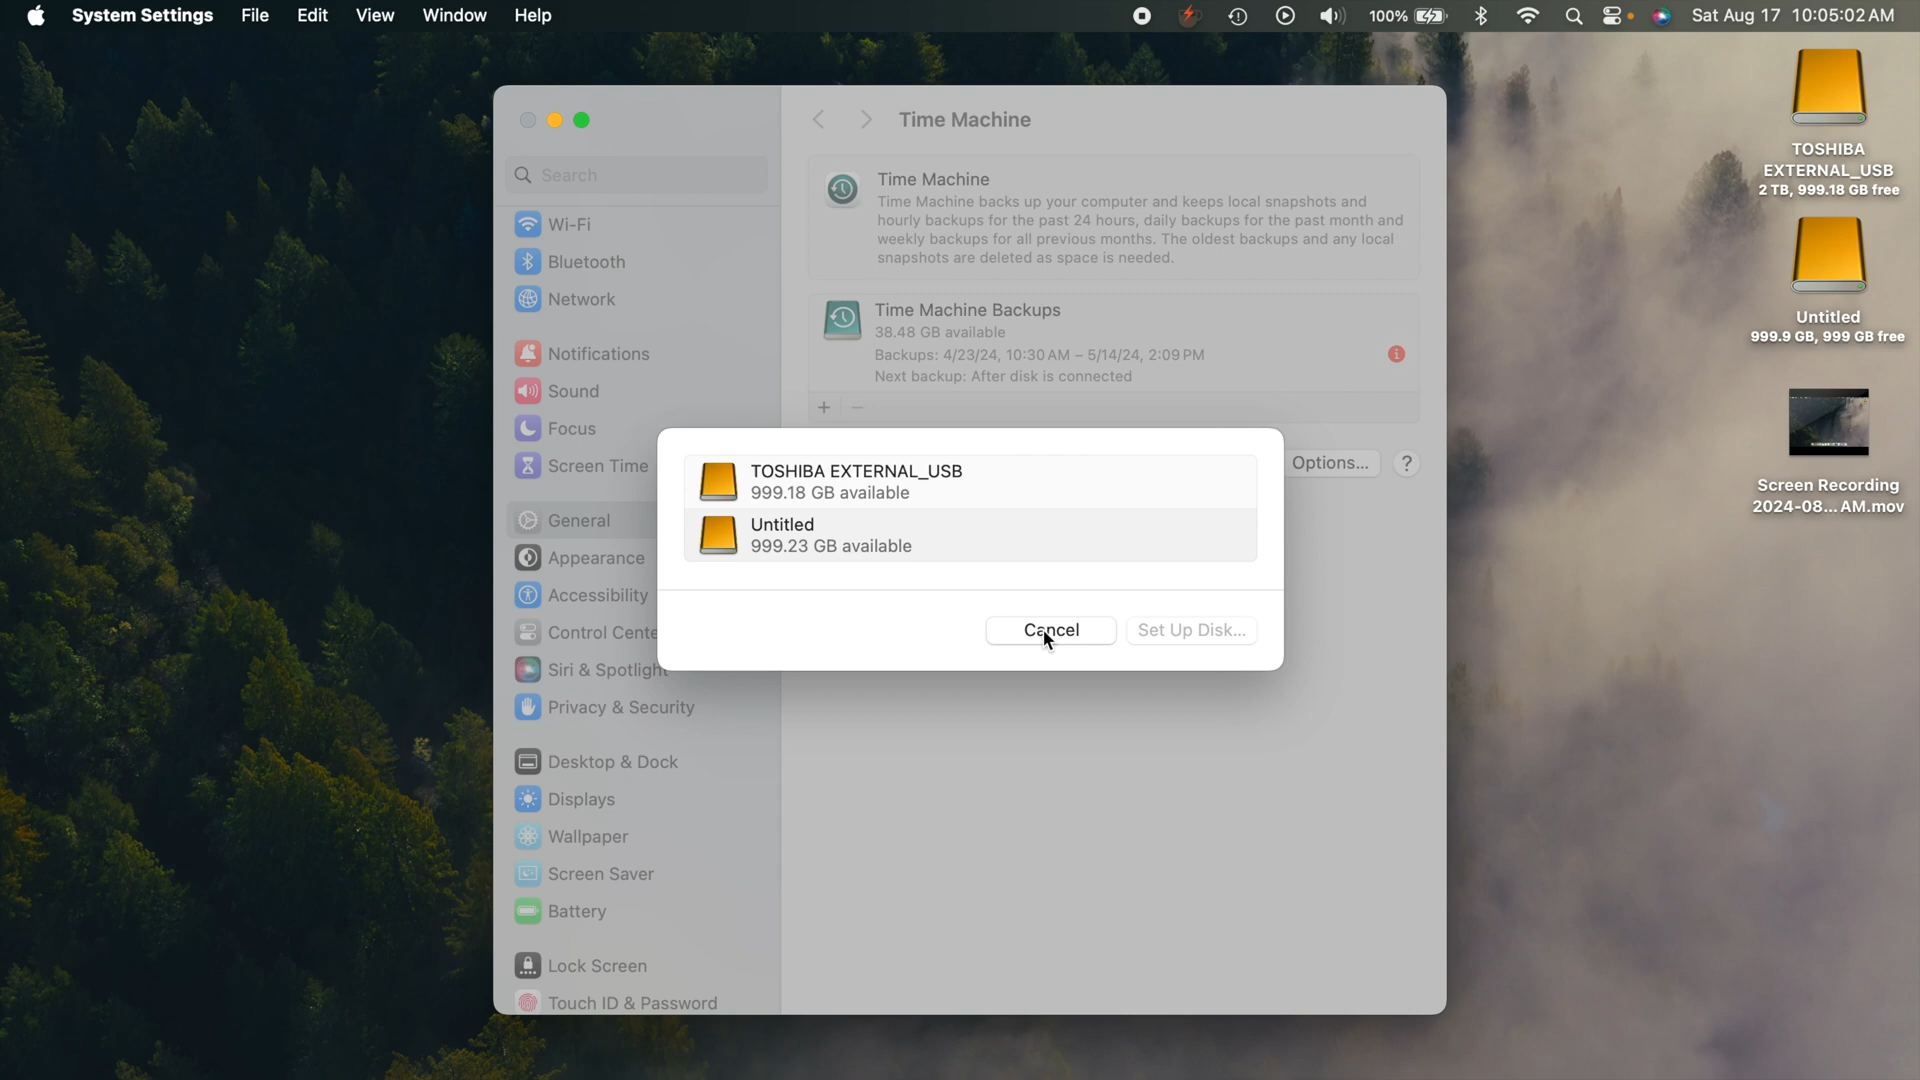 System Settings File Edit View Window Help 100% Sat Aug 17 10:05:02 AM
Search
Wi-Fi
Bluetooth
Network
Notifications
Sound
Focus
Screen Time
General
Appearance
Accessibility
Control Cente
Siri & Spotlight
Privacy & Security
Desktop & Dock
Displays
Wallpaper
Screen Saver
Battery
Lock Screen
Touch ID & Password
Time Machine
Time Machine
Time Machine backs up your computer and keeps local snapshots and
hourly backups for the past 24 hours, daily backups for the past month and
weekly backups for all previous months. The oldest backups and any local
snapshots are deleted as space is needed.
Time Machine Backups
38.48 GB available
Backups: 4/23/24, 10:30 AM – 5/14/24, 2:09 PM
Next backup: After disk is connected
+ −
Options... ?
TOSHIBA EXTERNAL_USB
999.18 GB available
Untitled
999.23 GB available
Cancel Set Up Disk...
TOSHIBA
EXTERNAL_USB
2 TB, 999.18 GB free
Untitled
999.9 GB, 999 GB free
Screen Recording
2024-08...AM.mov